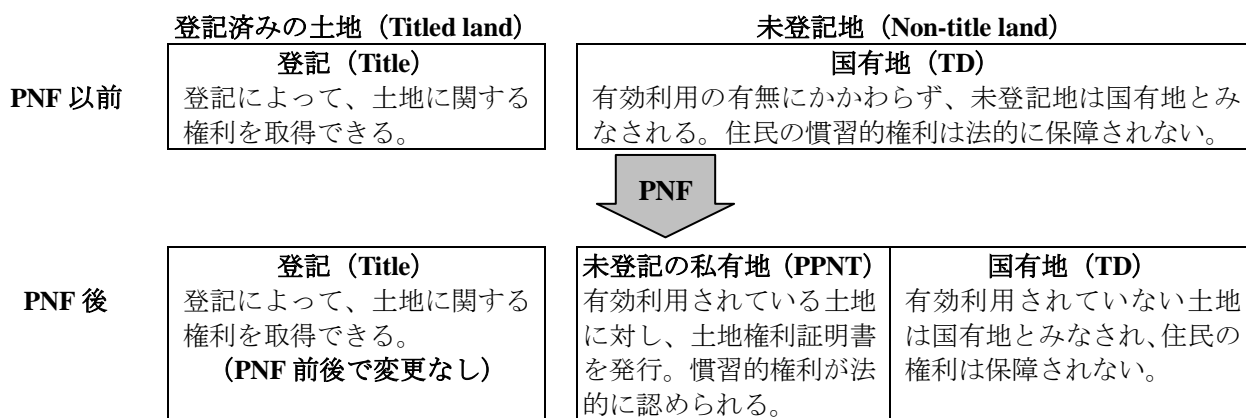 登記済みの土地（Titled land）
未登記地（Non-title land）
PNF 以前
登記（Title）
登記によって、土地に関する
権利を取得できる。
国有地（TD）
有効利用の有無にかかわらず、未登記地は国有地とみ
なされる。住民の慣習的権利は法的に保障されない。
PNF
PNF 後
登記（Title）
登記によって、土地に関する
権利を取得できる。
（PNF 前後で変更なし）
未登記の私有地（PPNT）
有効利用されている土地
に対し、土地権利証明書
を発行。慣習的権利が法
的に認められる。
国有地（TD）
有効利用されていない土地
は国有地とみなされ、住民の
権利は保障されない。